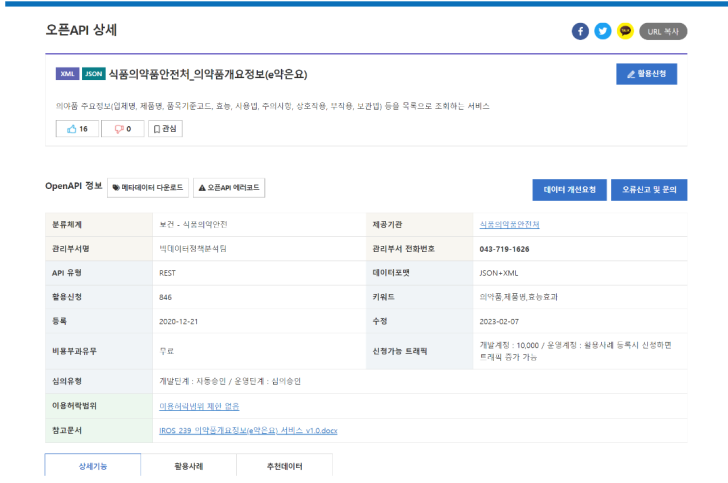 오픈API 상세
URL 복사
XML JSON 식품의약품안전처_의약품개요정보(e약은요)
활용신청
의약품 주요정보(업체명, 제품명, 품목기준코드, 효능, 사용법, 주의사항, 상호작용, 부작용, 보관법) 등을 목록으로 조회하는 서비스
16 0 관심
OpenAPI 정보 메타데이터 다운로드 오픈API 에러코드 데이터 개선요청 오류신고 및 문의
분류체계 보건 - 식품의약안전 제공기관 식품의약품안전처
관리부서명 빅데이터정책분석팀 관리부서 전화번호 043-719-1626
API 유형 REST 데이터포맷 JSON+XML
활용신청 846 키워드 의약품,제품명,효능효과
등록 2020-12-21 수정 2023-02-07
비용부과유무 무료 신청가능 트래픽 개발계정 : 10,000 / 운영계정 : 활용사례 등록시 신청하면
트래픽 증가 가능
심의유형 개발단계 : 자동승인 / 운영단계 : 심의승인
이용허락범위 이용허락범위 제한 없음
참고문서 IROS_239_의약품개요정보(e약은요)_서비스_v1.0.docx
상세기능 활용사례 추천데이터